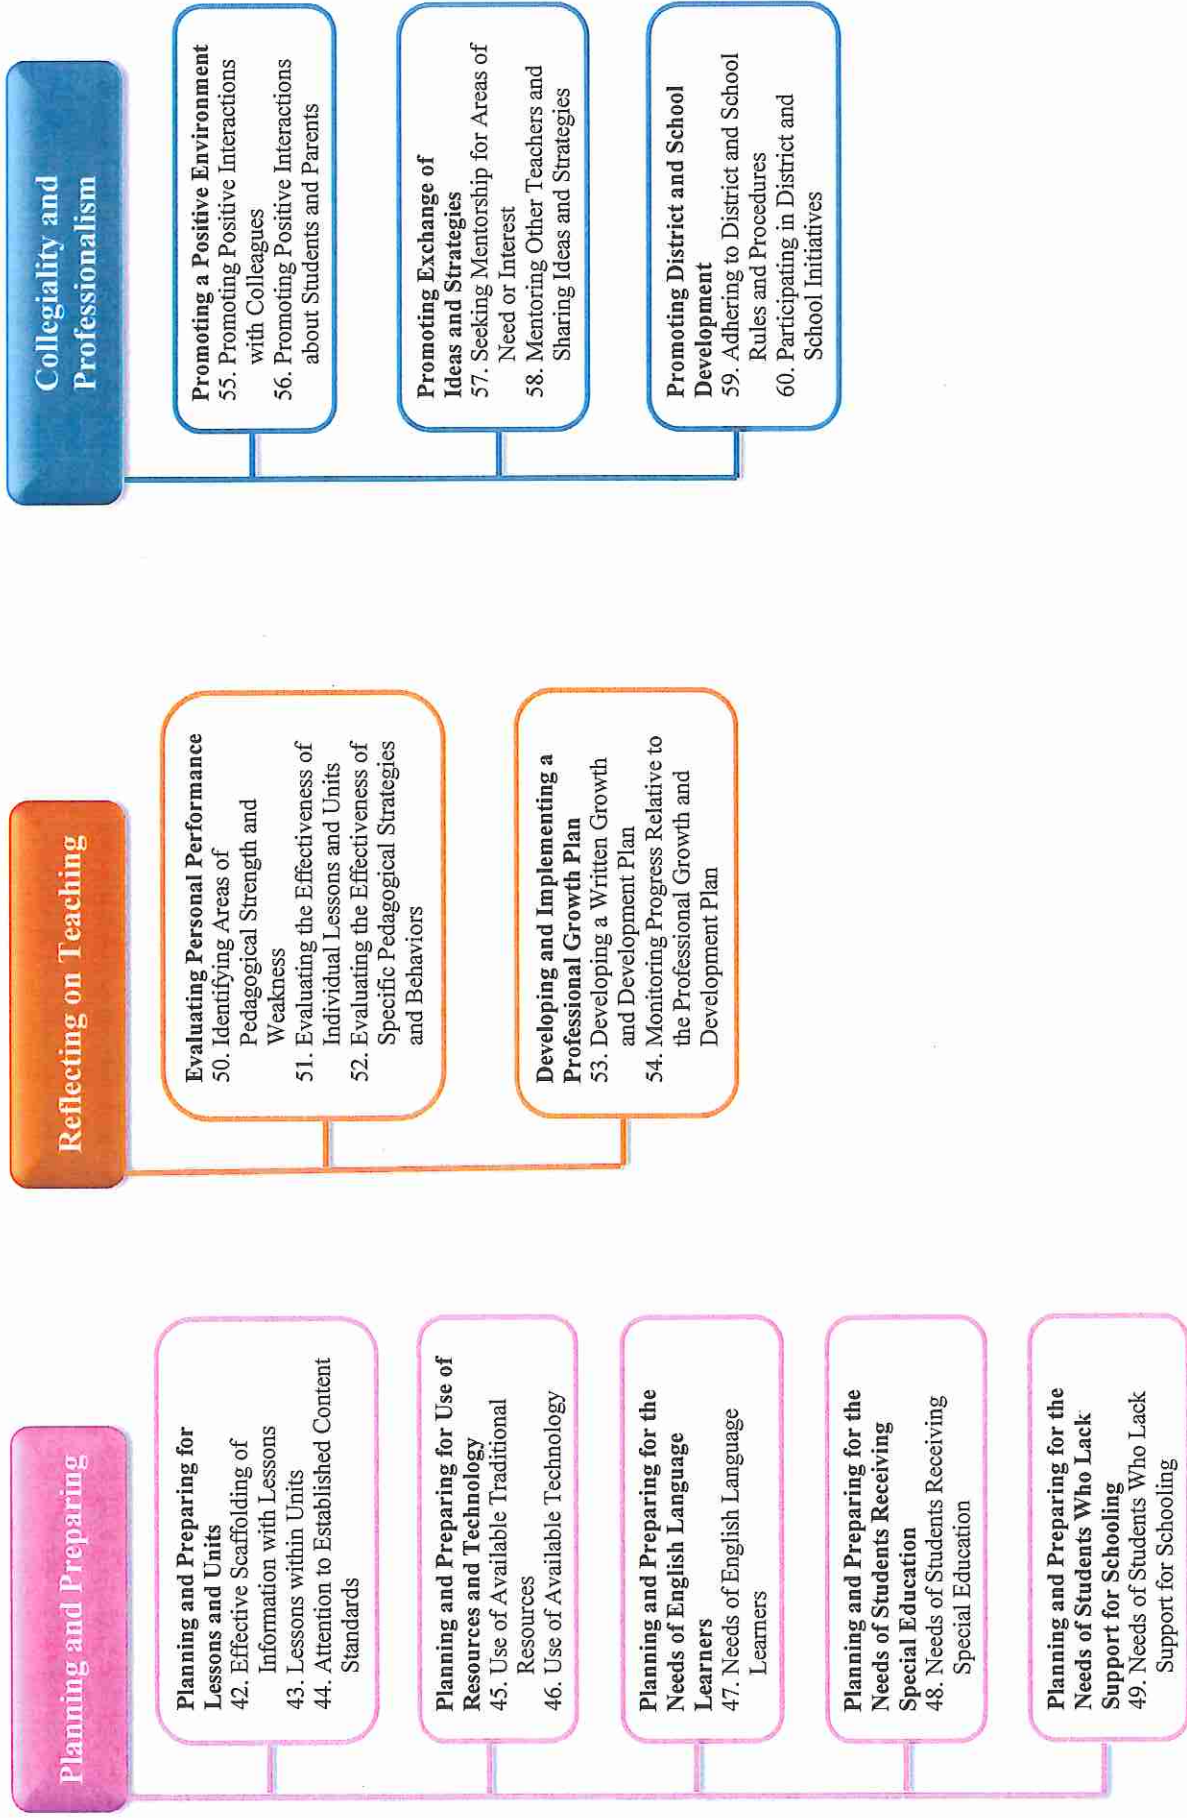 Planning and Preparing
Planning and Preparing for
Lessons and Units
42. Effective Scaffolding of
Information with Lessons
43. Lessons within Units
44. Attention to Established Content
Standards
Planning and Preparing for Use of
Resources and Technology
45. Use of Available Traditional
Resources
46. Use of Available Technology
Planning and Preparing for the
Needs of English Language
Learners
47. Needs of English Language
Learners
Planning and Preparing for the
Needs of Students Receiving
Special Education
48. Needs of Students Receiving
Special Education
Planning and Preparing for the
Needs of Students Who Lack
Support for Schooling
49. Needs of Students Who Lack
Support for Schooling
Reflecting on Teaching
Evaluating Personal Performance
50. Identifying Areas of
Pedagogical Strength and
Weakness
51. Evaluating the Effectiveness of
Individual Lessons and Units
52. Evaluating the Effectiveness of
Specific Pedagogical Strategies
and Behaviors
Developing and Implementing a
Professional Growth Plan
53. Developing a Written Growth
and Development Plan
54. Monitoring Progress Relative to
the Professional Growth and
Development Plan
Collegiality and
Professionalism
Promoting a Positive Environment
55. Promoting Positive Interactions
with Colleagues
56. Promoting Positive Interactions
about Students and Parents
Promoting Exchange of
Ideas and Strategies
57. Seeking Mentorship for Areas of
Need or Interest
58. Mentoring Other Teachers and
Sharing Ideas and Strategies
Promoting District and School
Development
59. Adhering to District and School
Rules and Procedures
60. Participating in District and
School Initiatives